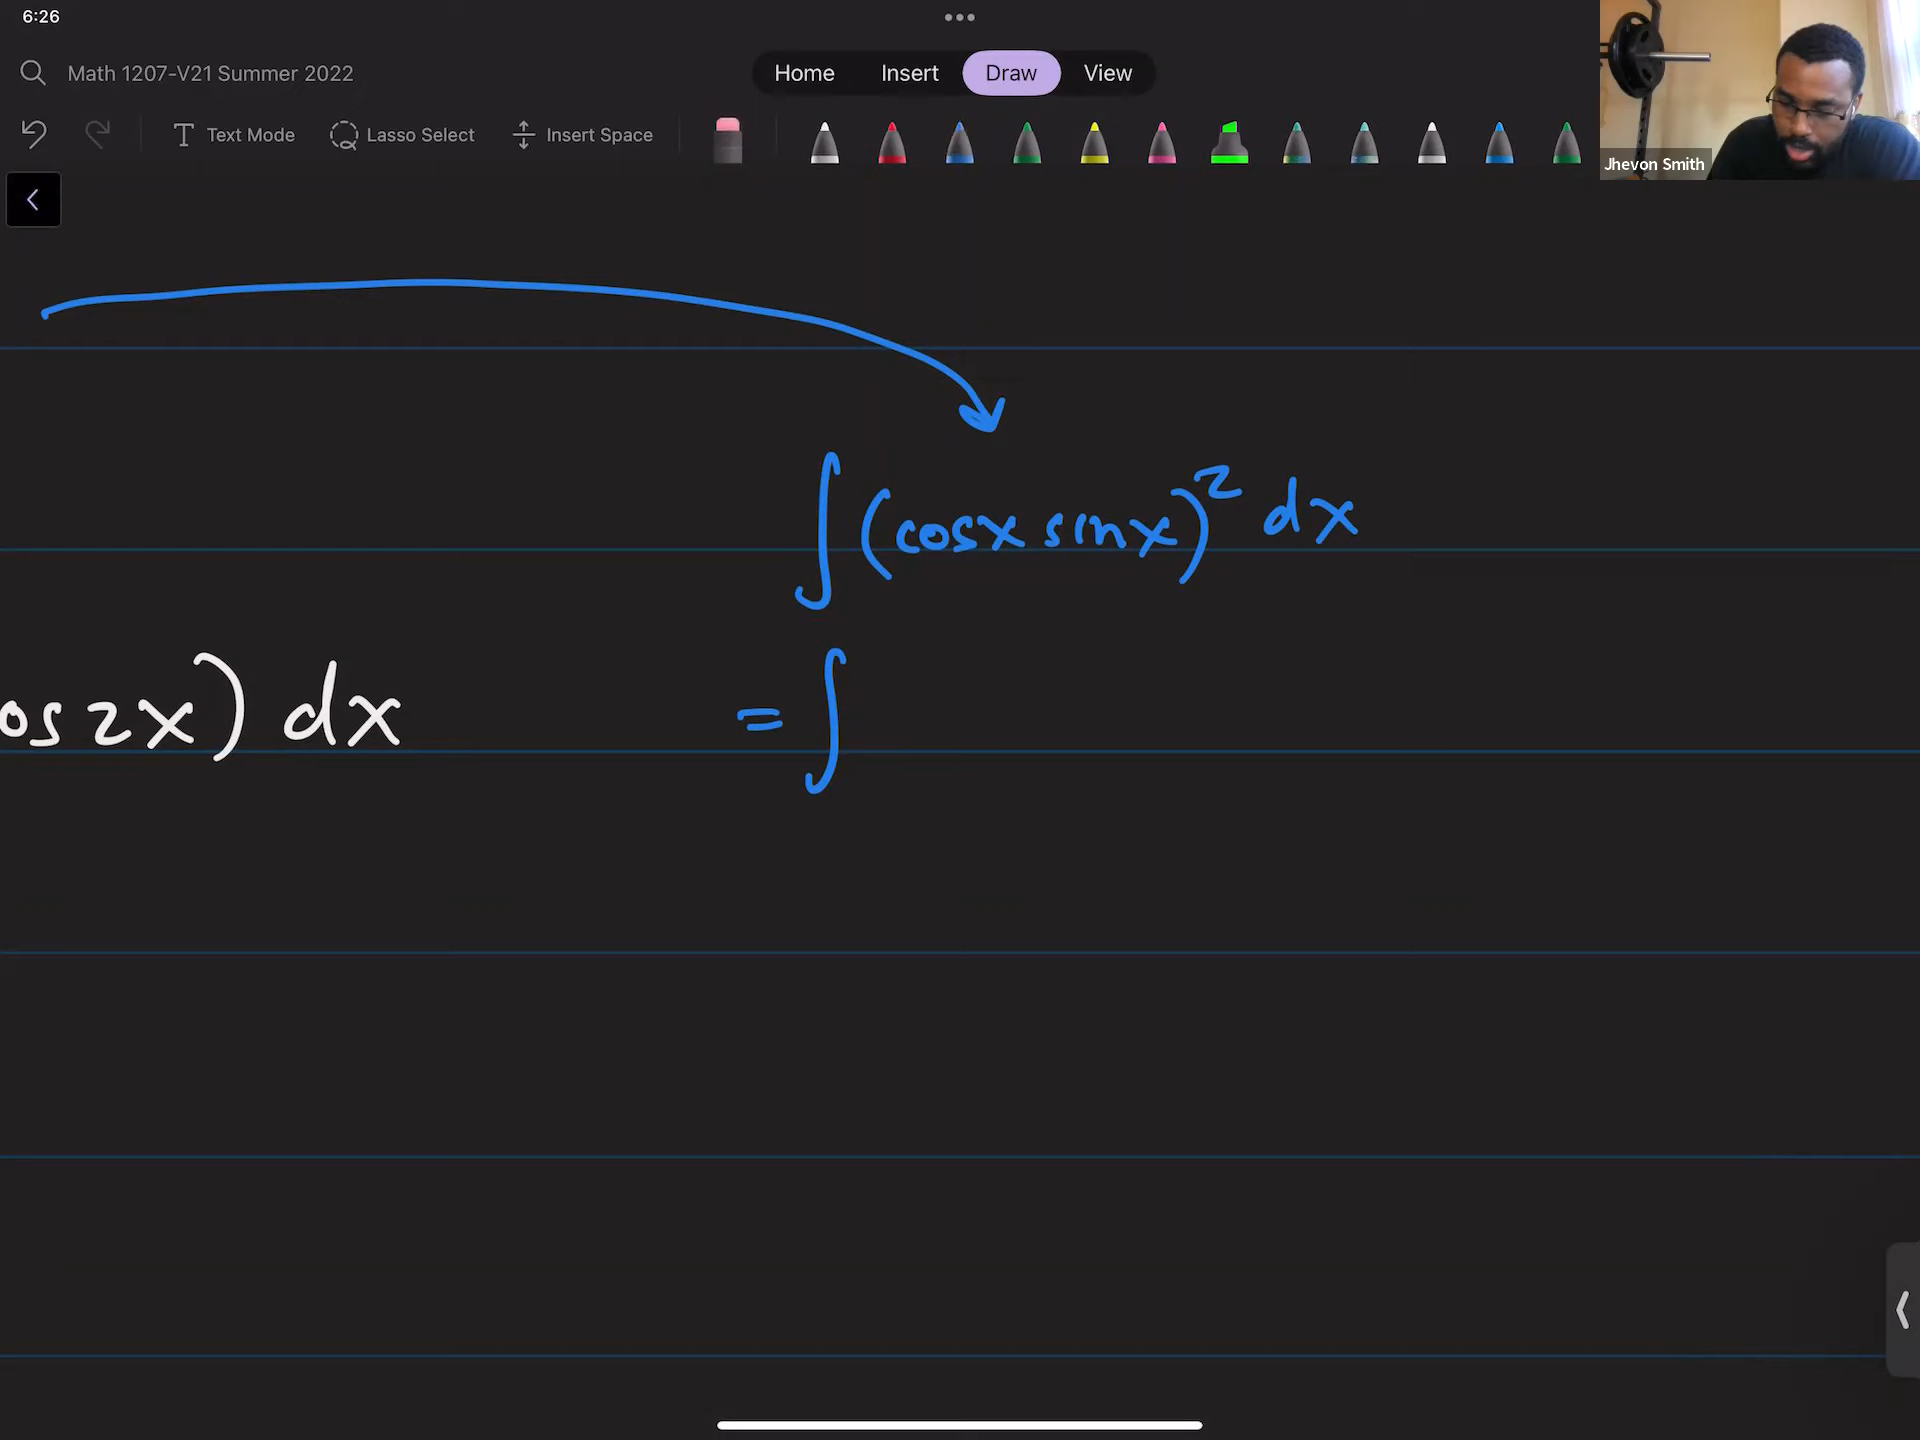 6:26
Math 1207-V21 Summer 2022
Home Insert Draw View
Text Mode Lasso Select Insert Space
Jhevon Smith
∫ (cosx sinx)² dx
os 2x) dx
= ∫